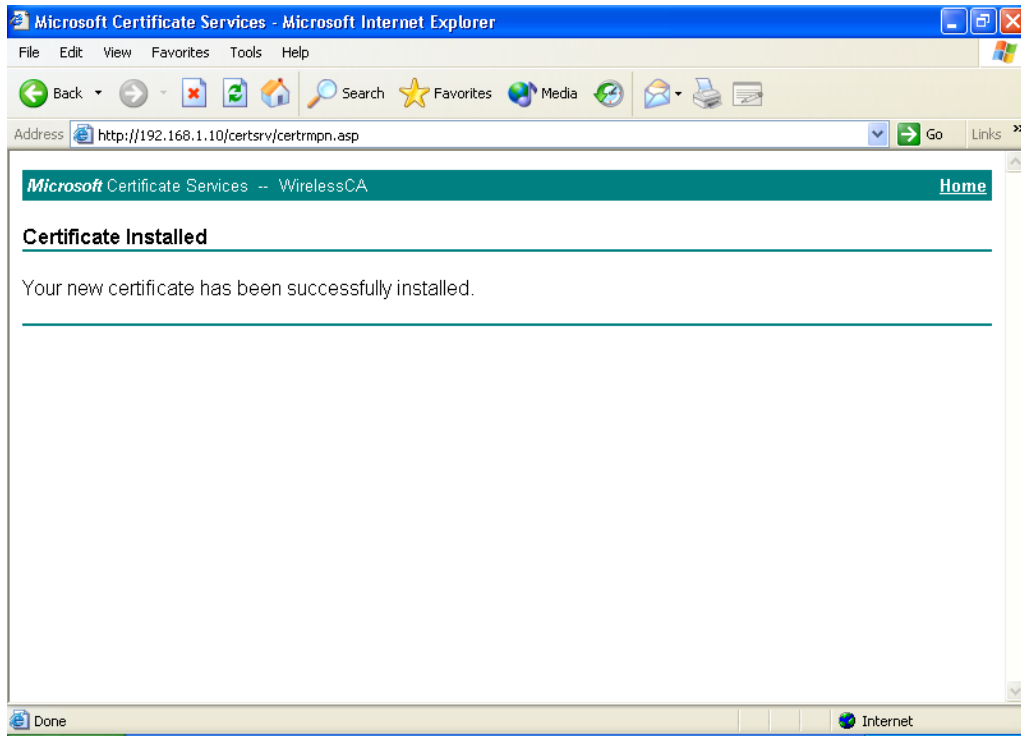 Microsoft Certificate Services - Microsoft Internet Explorer
File Edit View Favorites Tools Help
Back Search Favorites Media
Address http://192.168.1.10/certsrv/certrmpn.asp Go Links »
Microsoft Certificate Services -- WirelessCA Home
Certificate Installed
Your new certificate has been successfully installed.
Done Internet